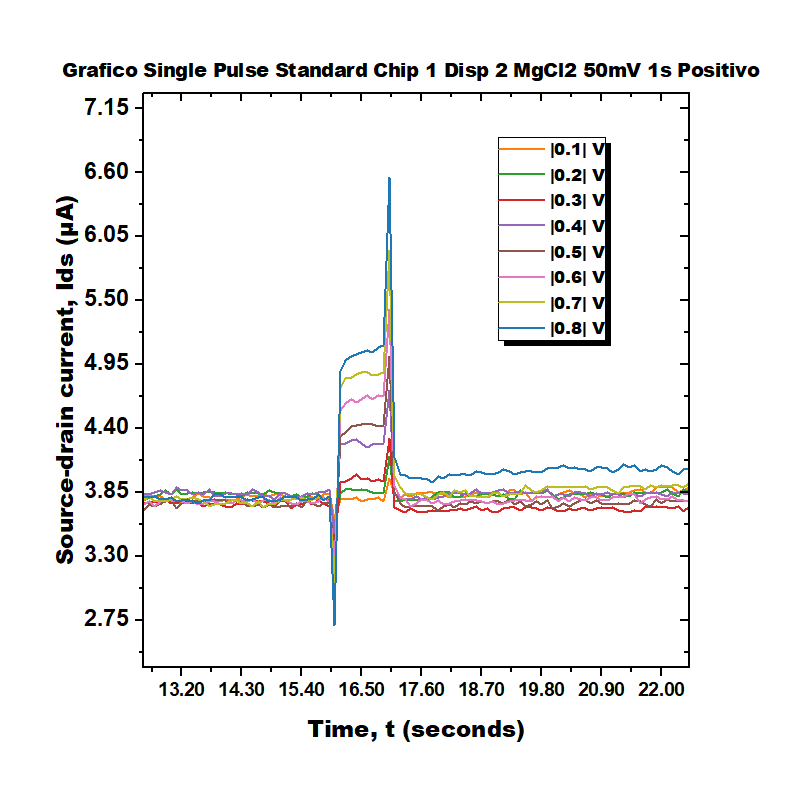 Grafico Single Pulse Standard Chip 1 Disp 2 MgCl2 50mV 1s Positivo
7.15
6.60
6.05
5.50
4.95
4.40
3.85
3.30
2.75
Source-drain current, Ids (µA)
|0.1| V
|0.2| V
|0.3| V
|0.4| V
|0.5| V
|0.6| V
|0.7| V
|0.8| V
13.20 14.30 15.40 16.50 17.60 18.70 19.80 20.90 22.00
Time, t (seconds)